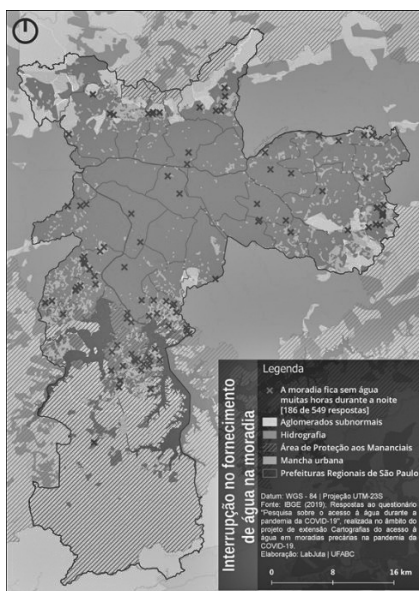 Interrupção no fornecimento
de água na moradia
Legenda
A moradia fica sem água
muitas horas durante a noite
[186 de 549 respostas]
Aglomerados subnormais
Hidrografia
Área de Proteção aos Mananciais
Mancha urbana
Prefeituras Regionais de São Paulo
Datum: WGS - 84 | Projeção UTM-23S
Fonte: IBGE (2019); Respostas ao questionário
"Pesquisa sobre o acesso à água durante a
pandemia da COVID-19", realizada no âmbito do
projeto de extensão Cartografias do acesso à
água em moradias precárias na pandemia da
COVID-19.
Elaboração: LabJuta | UFABC
0 8 16 km